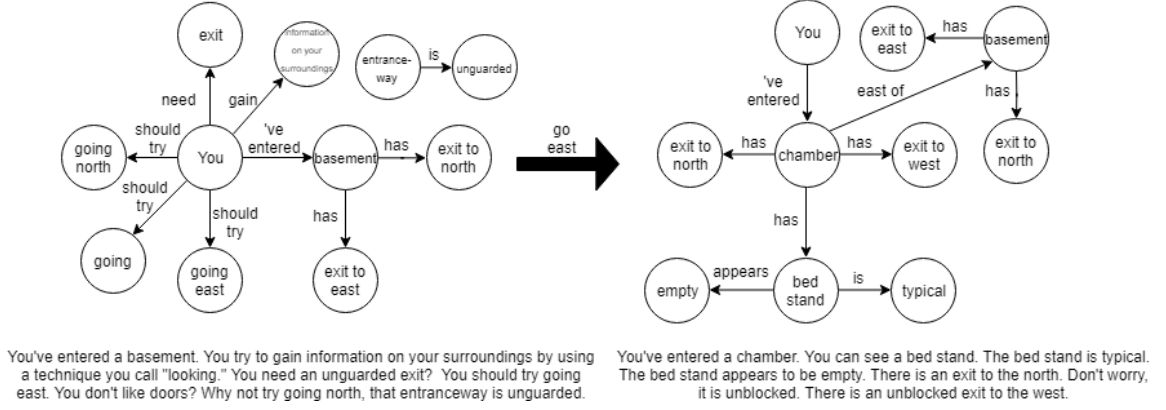 exit
information
on your
surroundings
entrance-
way
is
unguarded
need
gain
going
north
should
try
You
've
entered
basement
has
exit to
north
should
try
going
should
try
going
east
has
exit to
east
go
east
You
exit to
east
has
basement
've
entered
east of
has
exit to
north
has
chamber
has
exit to
west
exit to
north
has
empty
appears
bed
stand
is
typical
You've entered a basement. You try to gain information on your surroundings by using
a technique you call "looking." You need an unguarded exit? You should try going
east. You don't like doors? Why not try going north, that entranceway is unguarded.
You've entered a chamber. You can see a bed stand. The bed stand is typical.
The bed stand appears to be empty. There is an exit to the north. Don't worry,
it is unblocked. There is an unblocked exit to the west.